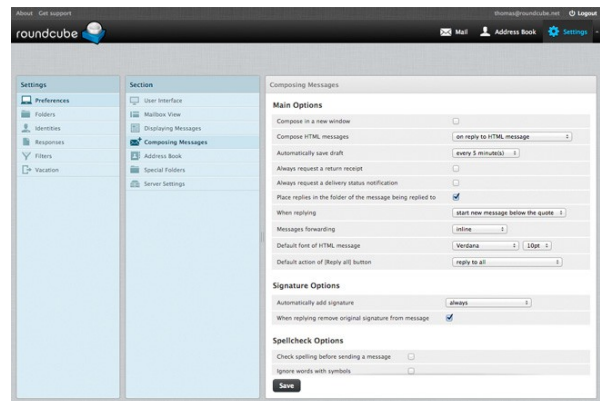 About Get support
thomas@roundcube.net Logout
roundcube
Mail Address Book Settings
Settings
Preferences
Folders
Identities
Responses
Filters
Vacation
Section
User Interface
Mailbox View
Displaying Messages
Composing Messages
Address Book
Special Folders
Server Settings
Composing Messages
Main Options
Compose in a new window
Compose HTML messages on reply to HTML message
Automatically save draft every 5 minute(s)
Always request a return receipt
Always request a delivery status notification
Place replies in the folder of the message being replied to
When replying start new message below the quote
Messages forwarding inline
Default font of HTML message Verdana 10pt
Default action of [Reply all] button reply to all
Signature Options
Automatically add signature always
When replying remove original signature from message
Spellcheck Options
Check spelling before sending a message
Ignore words with symbols
Save